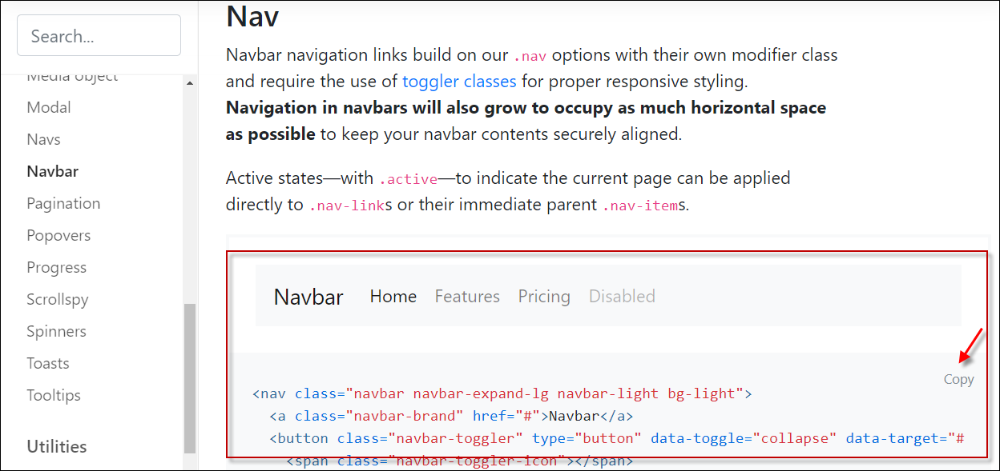 Search...
Media object
Modal
Navs
Navbar
Pagination
Popovers
Progress
Scrollspy
Spinners
Toasts
Tooltips
Utilities
Nav
Navbar navigation links build on our .nav options with their own modifier class
and require the use of toggler classes for proper responsive styling.
Navigation in navbars will also grow to occupy as much horizontal space
as possible to keep your navbar contents securely aligned.
Active states—with .active—to indicate the current page can be applied
directly to .nav-links or their immediate parent .nav-items.
Navbar Home Features Pricing Disabled
Copy
<nav class="navbar navbar-expand-lg navbar-light bg-light">
<a class="navbar-brand" href="#">Navbar</a>
<button class="navbar-toggler" type="button" data-toggle="collapse" data-target="#
<span class="navbar-toggler-icon"></span>